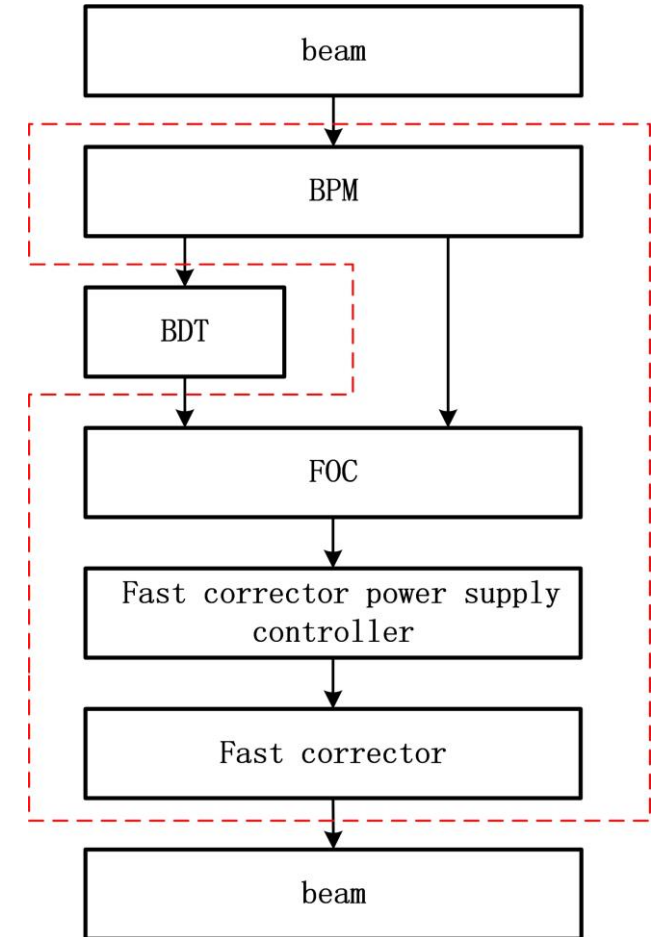 beam
BPM
BDT
FOC
Fast corrector power supply
controller
Fast corrector
beam